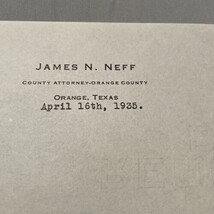 JAMES N. NEFF
COUNTY ATTORNEY-ORANGE COUNTY
ORANGE, TEXAS
April 16th, 1935.